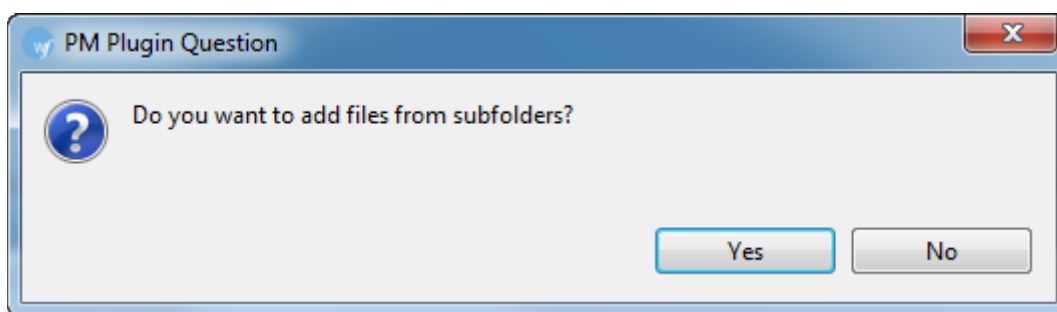 PM Plugin Question
Do you want to add files from subfolders?
Yes
No